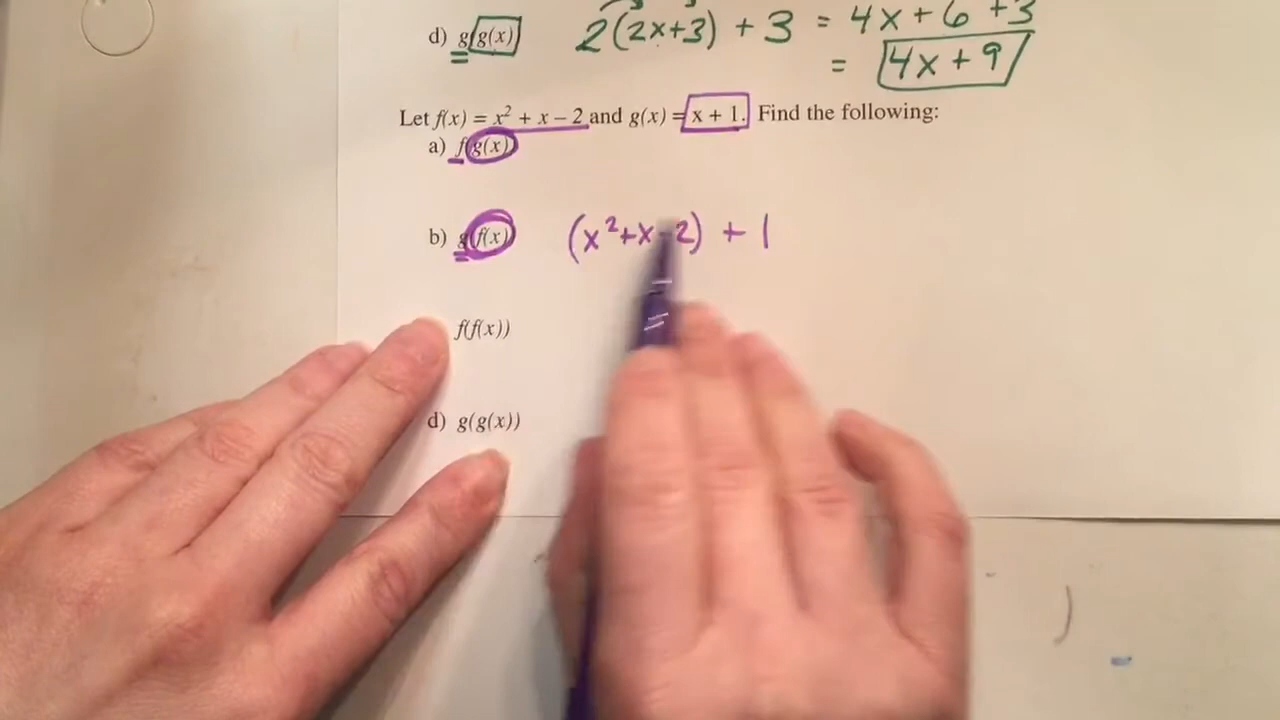 d) g(g(x)) 2(2x+3) + 3 = 4x + 6 + 3
= 4x + 9
Let f(x) = x² + x – 2 and g(x) = x + 1. Find the following:
a) f(g(x))
b) g(f(x)) (x²+x-2) + 1
f(f(x))
d) g(g(x))